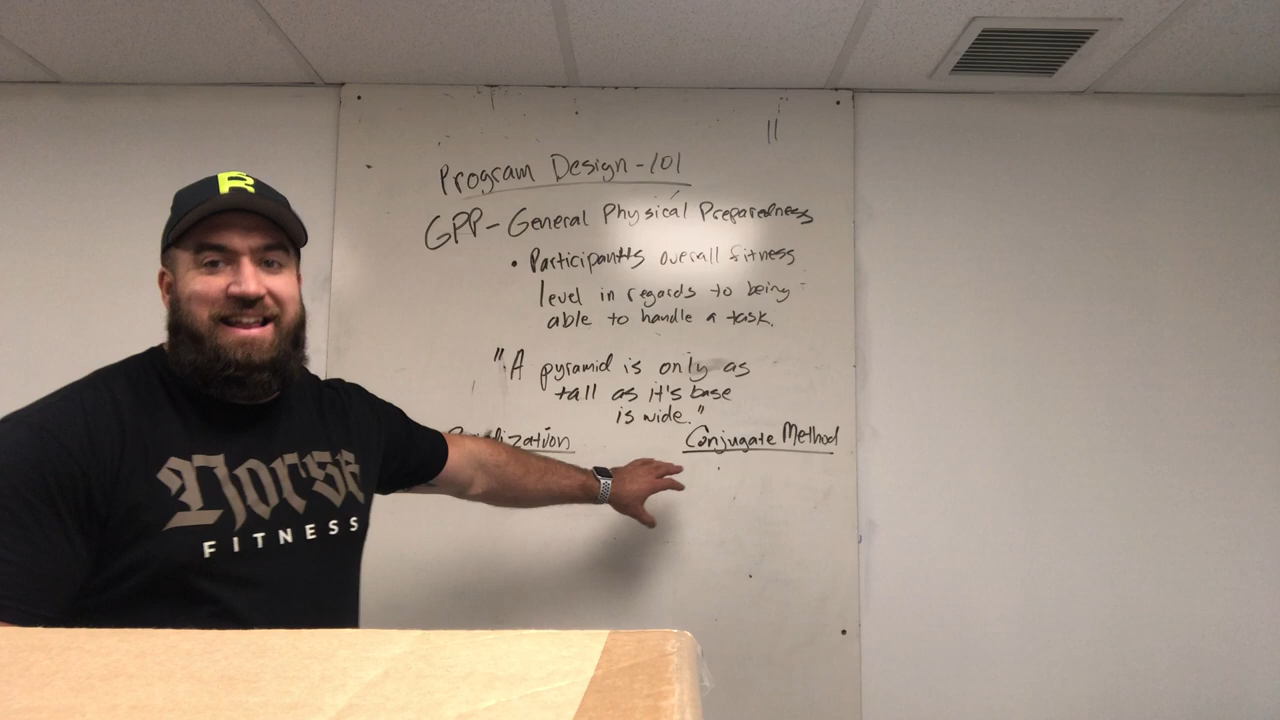 Program Design-101
GPP-General Physical Preparedness
• Participants overall fitness
level in regards to being
able to handle a task.
"A pyramid is only as
tall as it's base
is wide."
Conjugate Method
Norse
FITNESS